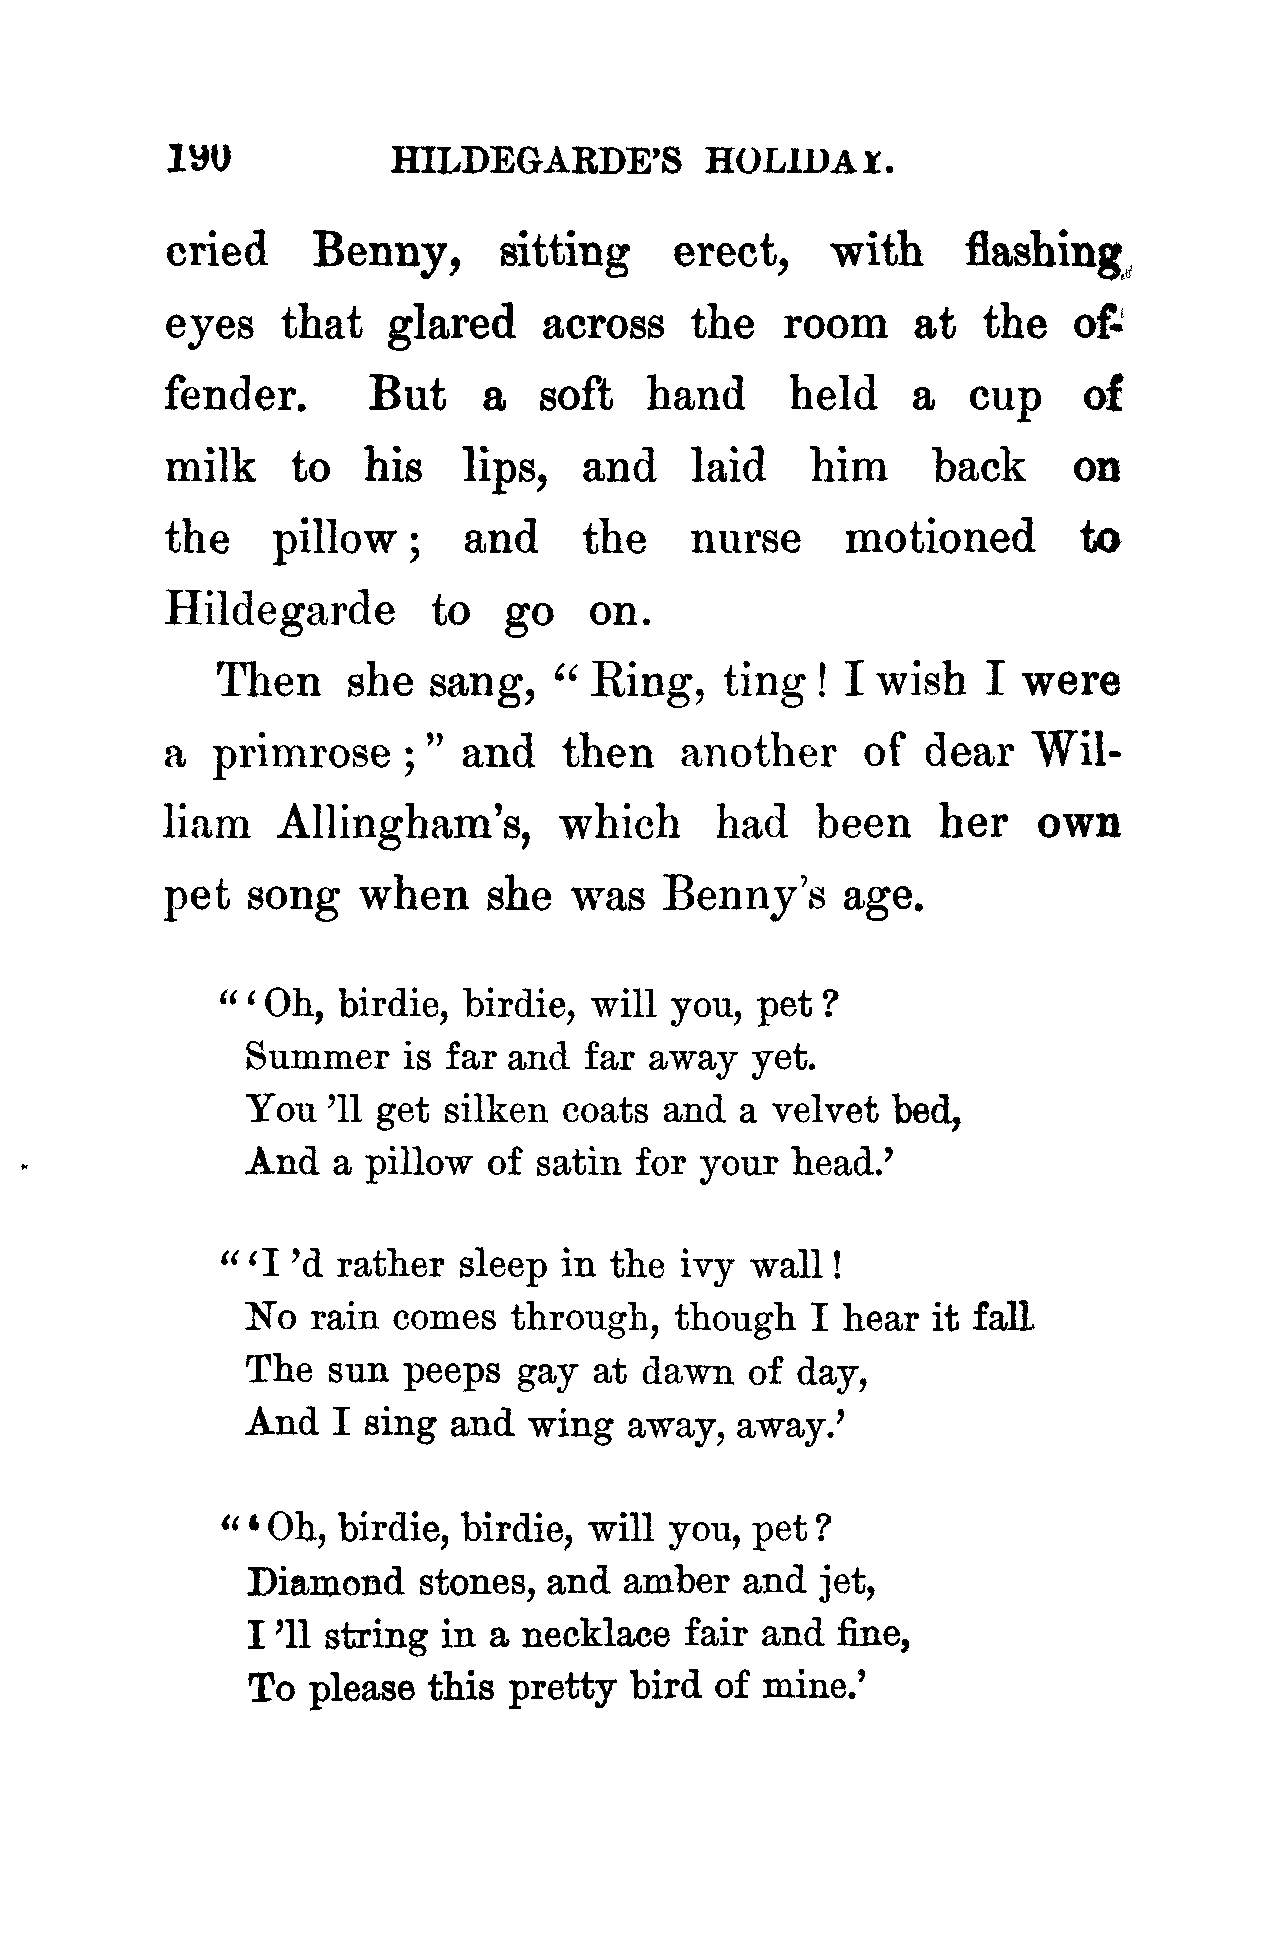 190 HILDEGARDE'S HOLIDAY.
cried Benny, sitting erect, with flashing
eyes that glared across the room at the of-
fender. But a soft hand held a cup of
milk to his lips, and laid him back on
the pillow; and the nurse motioned to
Hildegarde to go on.
Then she sang, “Ring, ting! I wish I were
a primrose;” and then another of dear Wil-
liam Allingham's, which had been her own
pet song when she was Benny's age.
“‘Oh, birdie, birdie, will you, pet?
Summer is far and far away yet.
You 'll get silken coats and a velvet bed,
And a pillow of satin for your head.’
“‘I 'd rather sleep in the ivy wall!
No rain comes through, though I hear it fall
The sun peeps gay at dawn of day,
And I sing and wing away, away.’
“‘Oh, birdie, birdie, will you, pet?
Diamond stones, and amber and jet,
I 'll string in a necklace fair and fine,
To please this pretty bird of mine.’